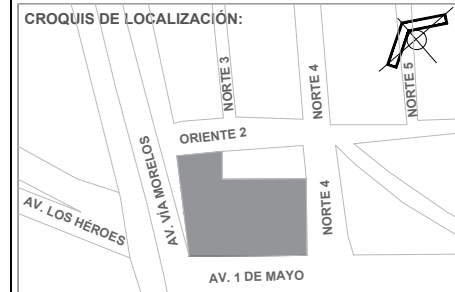 CROQUIS DE LOCALIZACIÓN:
NORTE 3
NORTE 4
NORTE 5
ORIENTE 2
AV. VÍA MORELOS
AV. LOS HÉROES
NORTE 4
AV. 1 DE MAYO